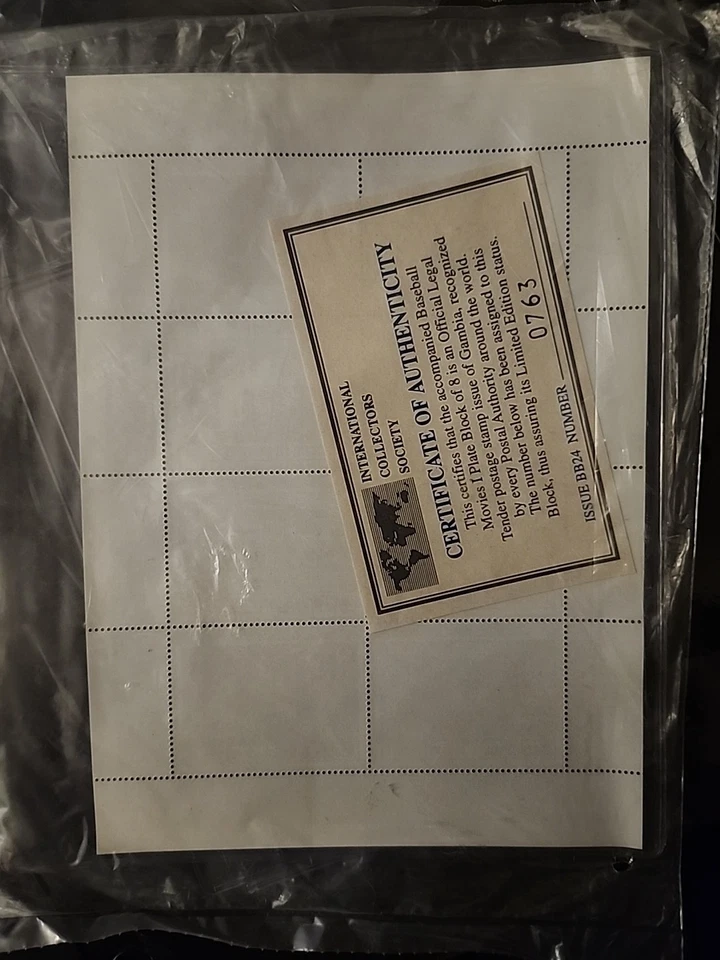 INTERNATIONAL
COLLECTORS
SOCIETY
CERTIFICATE OF AUTHENTICITY
This certifies that the accompanied Baseball
Movies I Plate Block of 8 is an Official Legal
Tender postage stamp issue of Gambia, recognized
by every Postal Authority around the world.
The number below has been assigned to this
Block, thus assuring its Limited Edition status.
ISSUE BB24 NUMBER 0763